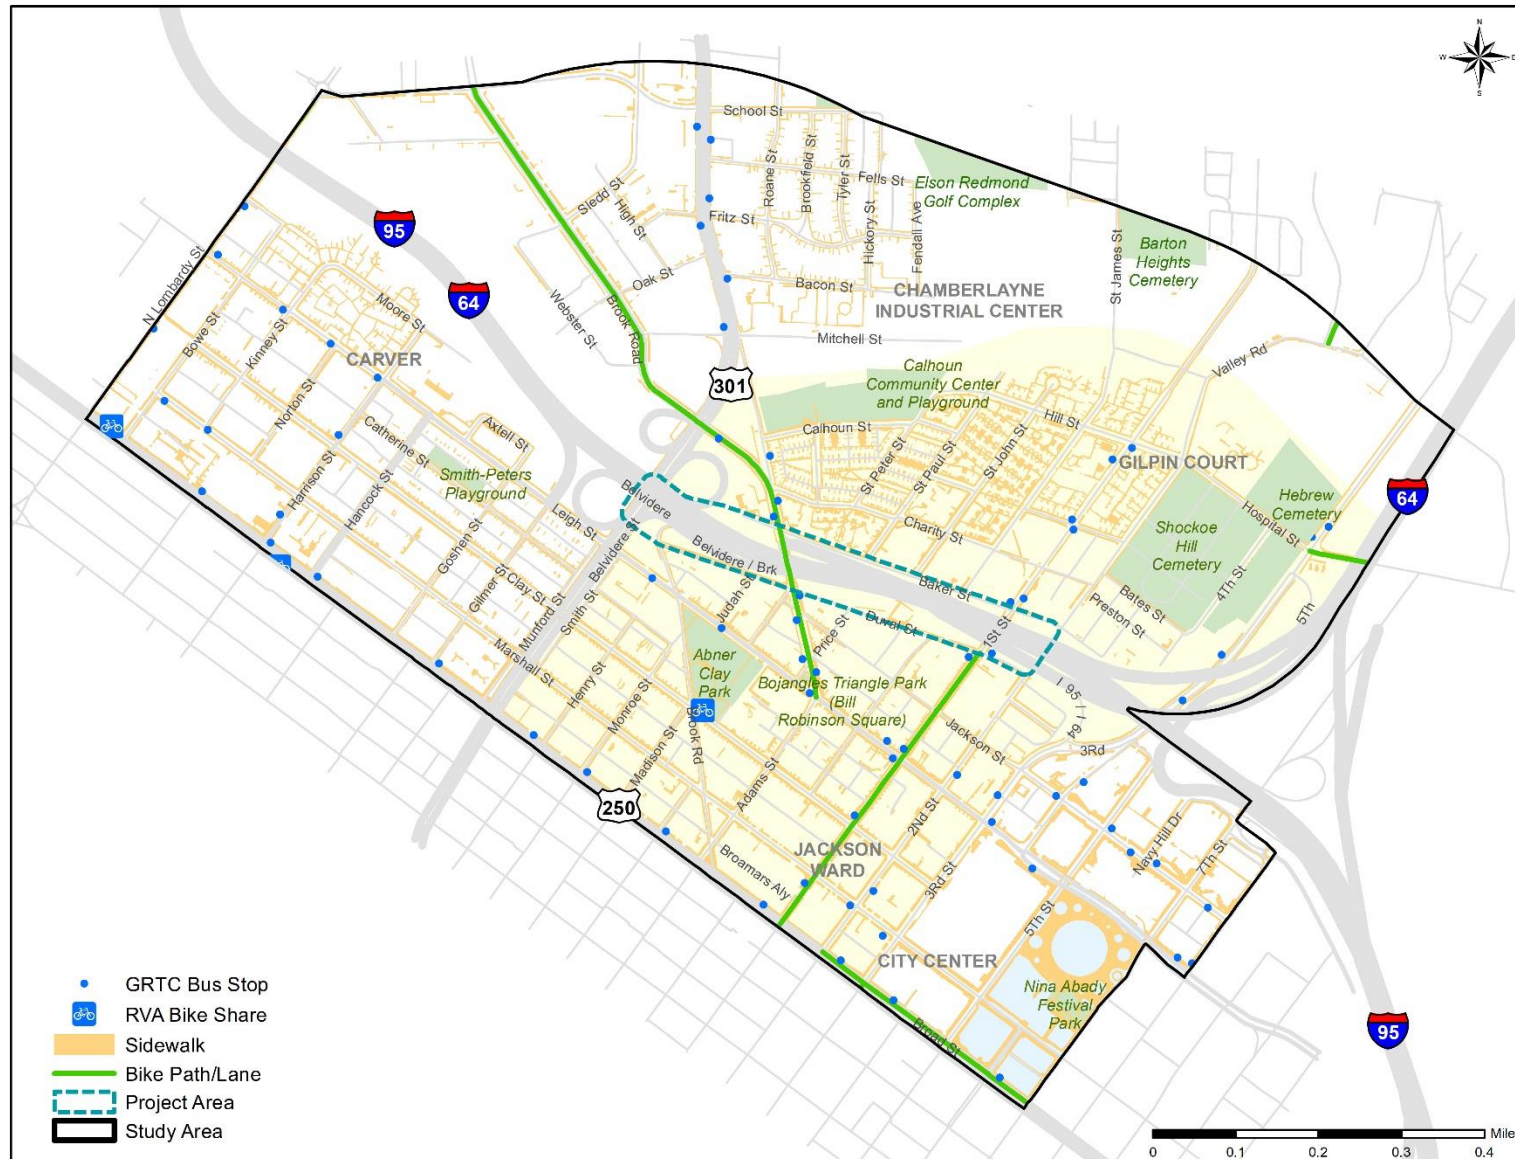 N
W
E
S
School St
Roane St
Brookfield St
Tyler St
Fells St
Elson Redmond
Golf Complex
Sledd St
High St
Fritz St
Hickory St
Fendall Ave
St James St
Barton
Heights
Cemetery
95
64
N Lombardy St
Moore St
Oak St
Webster St
Brook Road
Bacon St
CHAMBERLAYNE
INDUSTRIAL CENTER
Mitchell St
Valley Rd
Bowe St
Kinney St
CARVER
301
Calhoun
Community Center
and Playground
Norton St
Catherine St
Axtell St
Calhoun St
Hill St
St Peter St
St Paul St
St John St
GILPIN COURT
Harrison St
Hancock St
Smith-Peters
Playground
Belvidere
Leigh St
Charity St
Hebrew
Cemetery
Hospital St
64
Shockoe
Hill
Cemetery
Goshen St
Gilmer St
Clay St
Munford St
Belvidere St
Smith St
Belvidere / Brk
Judah St
Baker St
Bates St
Preston St
4Th St
5Th
Duval St
Price St
1St St
Marshall St
Henry St
Monroe St
Abner
Clay
Park
Bojangles Triangle Park
(Bill
Robinson Square)
I 95 I I 64
Madison St
Brook Rd
Adams St
Jackson St
3Rd
250
2Nd St
Navy Hill Dr
7Th St
JACKSON
WARD
Broamars Aly
3Rd St
5Th St
CITY CENTER
Nina Abady
Festival
Park
Broad St
95
GRTC Bus Stop
RVA Bike Share
Sidewalk
Bike Path/Lane
Project Area
Study Area
Mile
0 0.1 0.2 0.3 0.4